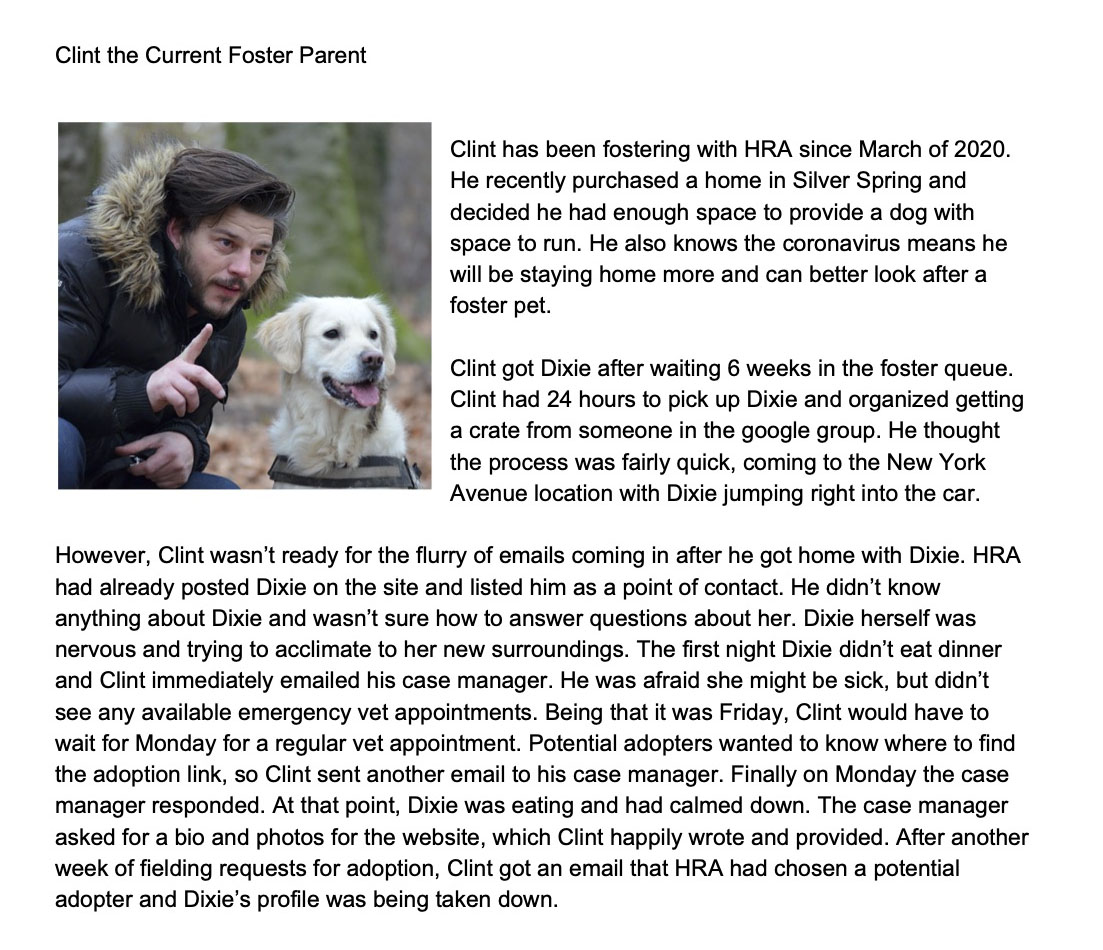 Clint the Current Foster Parent
Clint has been fostering with HRA since March of 2020.
He recently purchased a home in Silver Spring and
decided he had enough space to provide a dog with
space to run. He also knows the coronavirus means he
will be staying home more and can better look after a
foster pet.
Clint got Dixie after waiting 6 weeks in the foster queue.
Clint had 24 hours to pick up Dixie and organized getting
a crate from someone in the google group. He thought
the process was fairly quick, coming to the New York
Avenue location with Dixie jumping right into the car.
However, Clint wasn’t ready for the flurry of emails coming in after he got home with Dixie. HRA
had already posted Dixie on the site and listed him as a point of contact. He didn’t know
anything about Dixie and wasn’t sure how to answer questions about her. Dixie herself was
nervous and trying to acclimate to her new surroundings. The first night Dixie didn’t eat dinner
and Clint immediately emailed his case manager. He was afraid she might be sick, but didn’t
see any available emergency vet appointments. Being that it was Friday, Clint would have to
wait for Monday for a regular vet appointment. Potential adopters wanted to know where to find
the adoption link, so Clint sent another email to his case manager. Finally on Monday the case
manager responded. At that point, Dixie was eating and had calmed down. The case manager
asked for a bio and photos for the website, which Clint happily wrote and provided. After another
week of fielding requests for adoption, Clint got an email that HRA had chosen a potential
adopter and Dixie’s profile was being taken down.